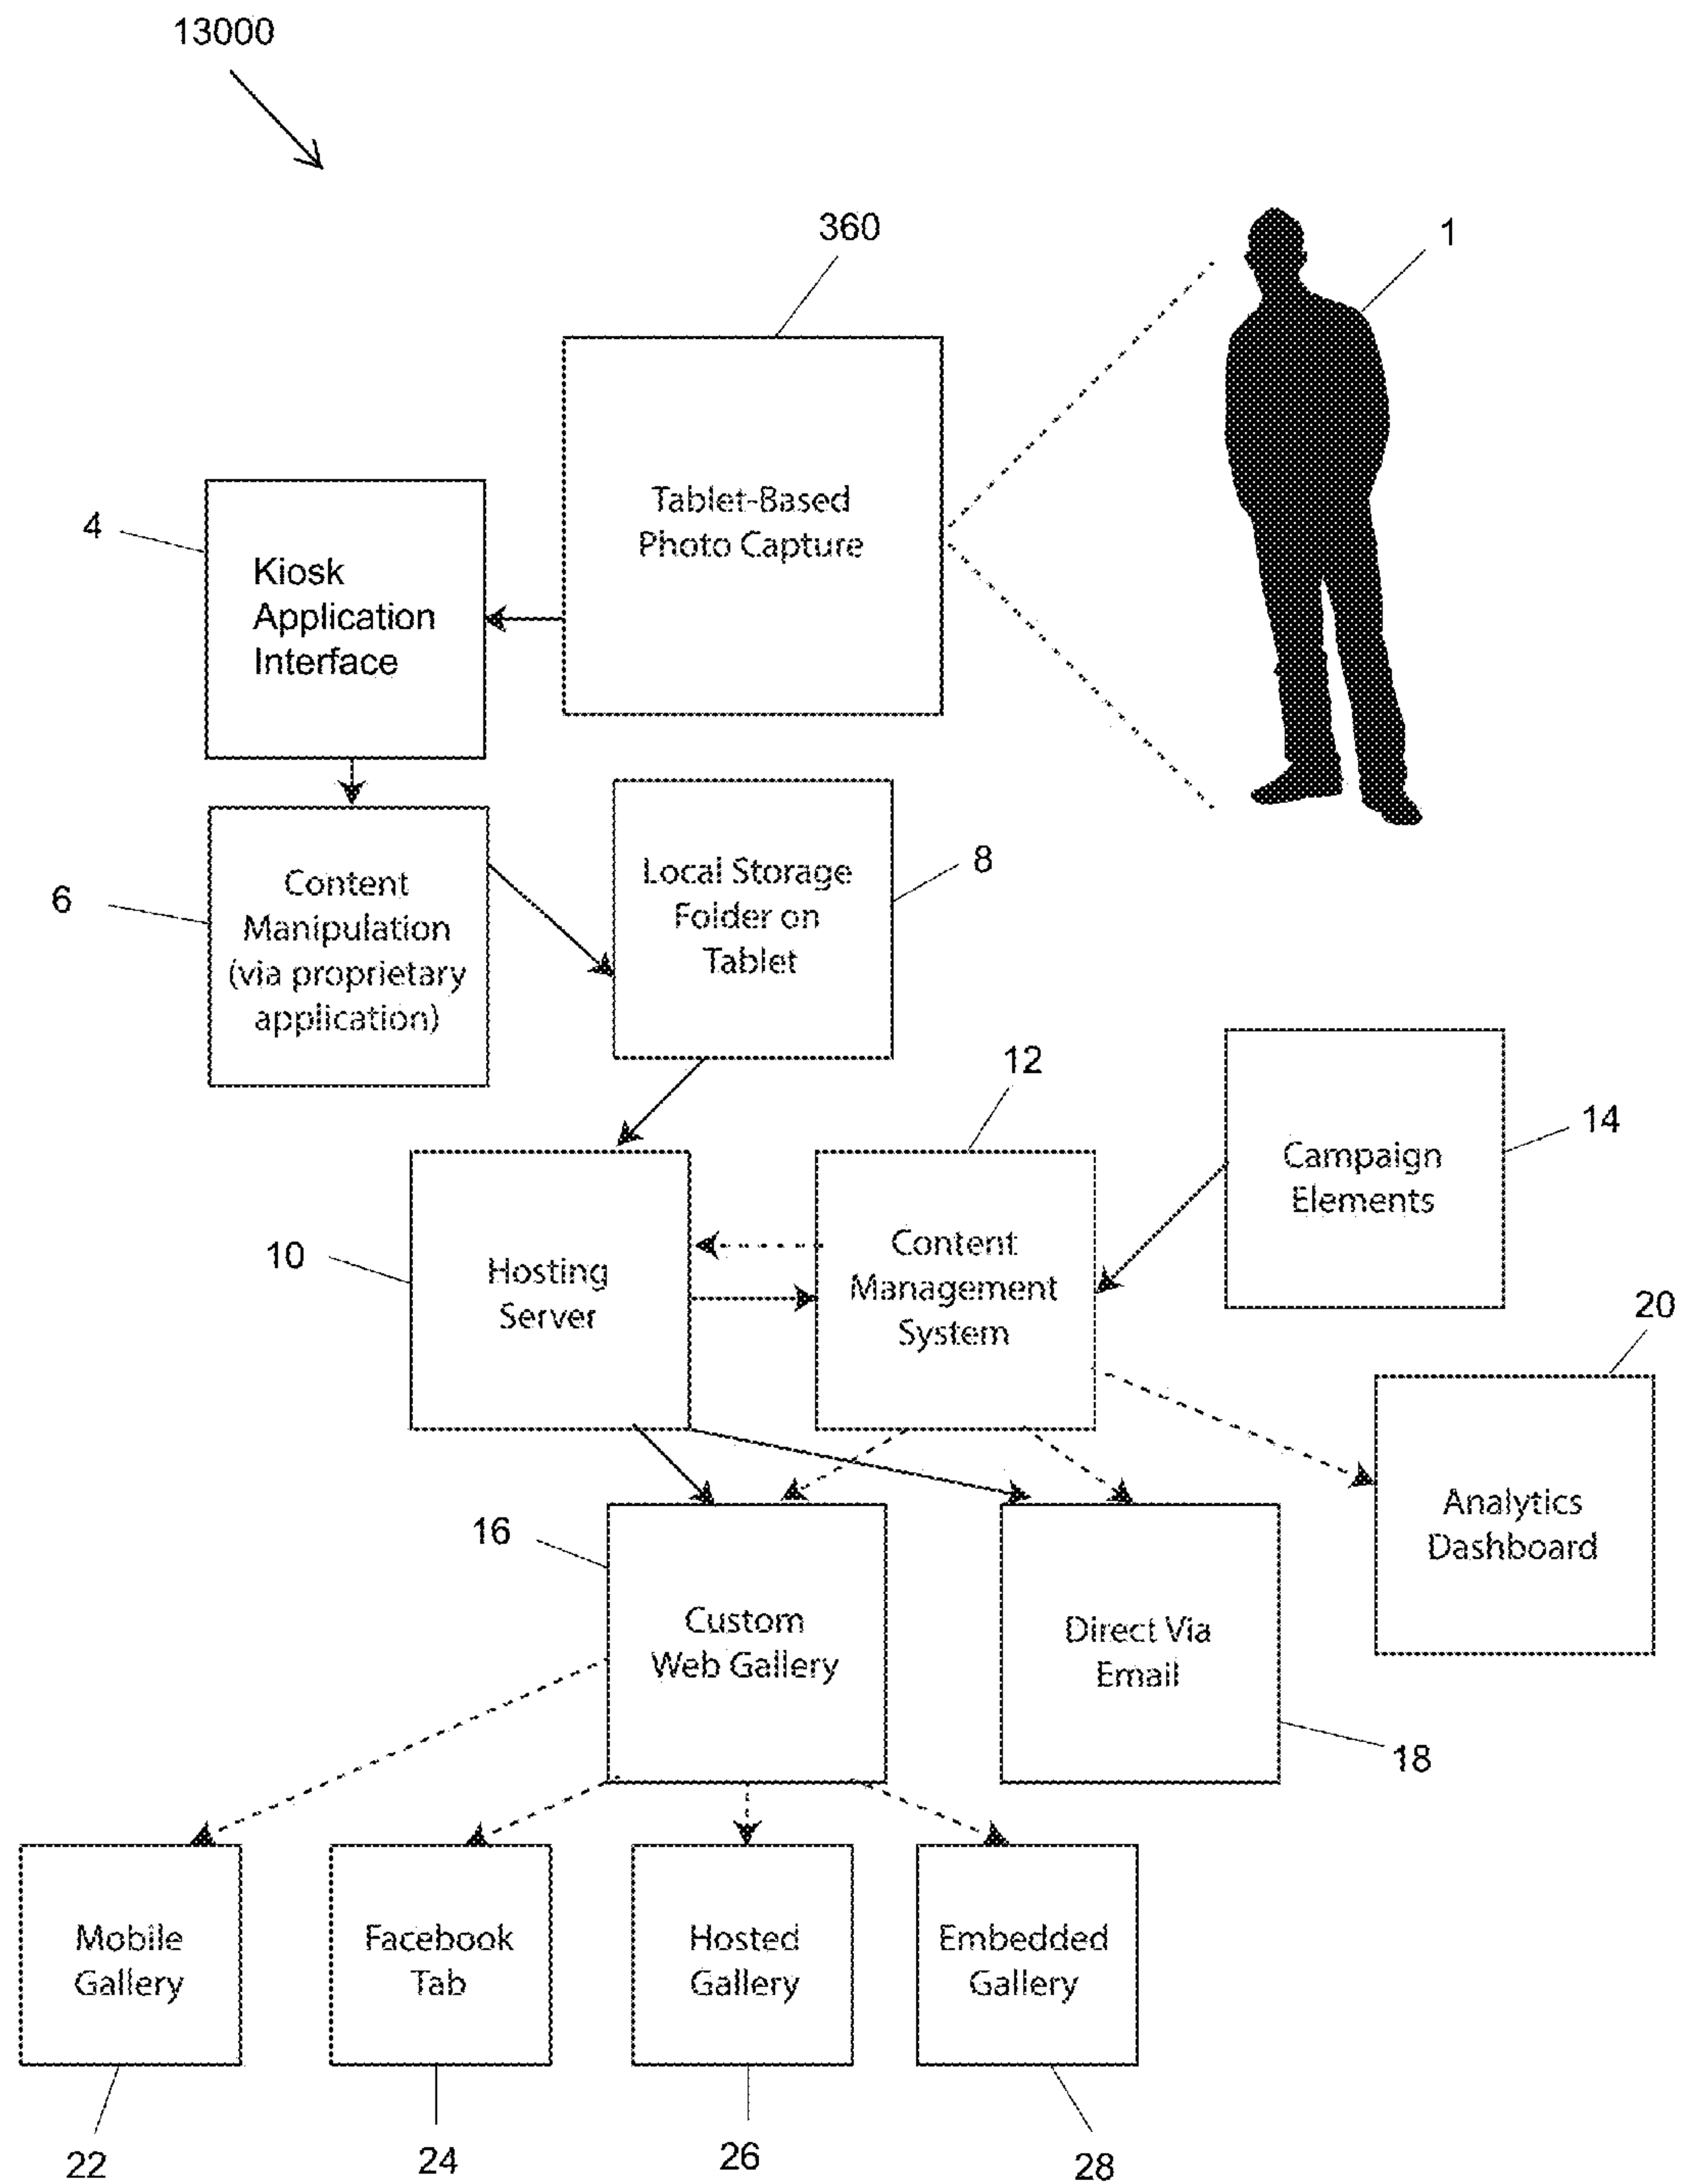 13000
360
1
Tablet-Based
Photo Capture
4
Kiosk
Application
Interface
6
Content
Manipulation
(via proprietary
application)
Local Storage
Folder on
Tablet
8
12
14
Campaign
Elements
10
Hosting
Server
Content
Management
System
20
Analytics
Dashboard
16
Custom
Web Gallery
Direct Via
Email
18
Mobile
Gallery
Facebook
Tab
Hosted
Gallery
Embedded
Gallery
22
24
26
28